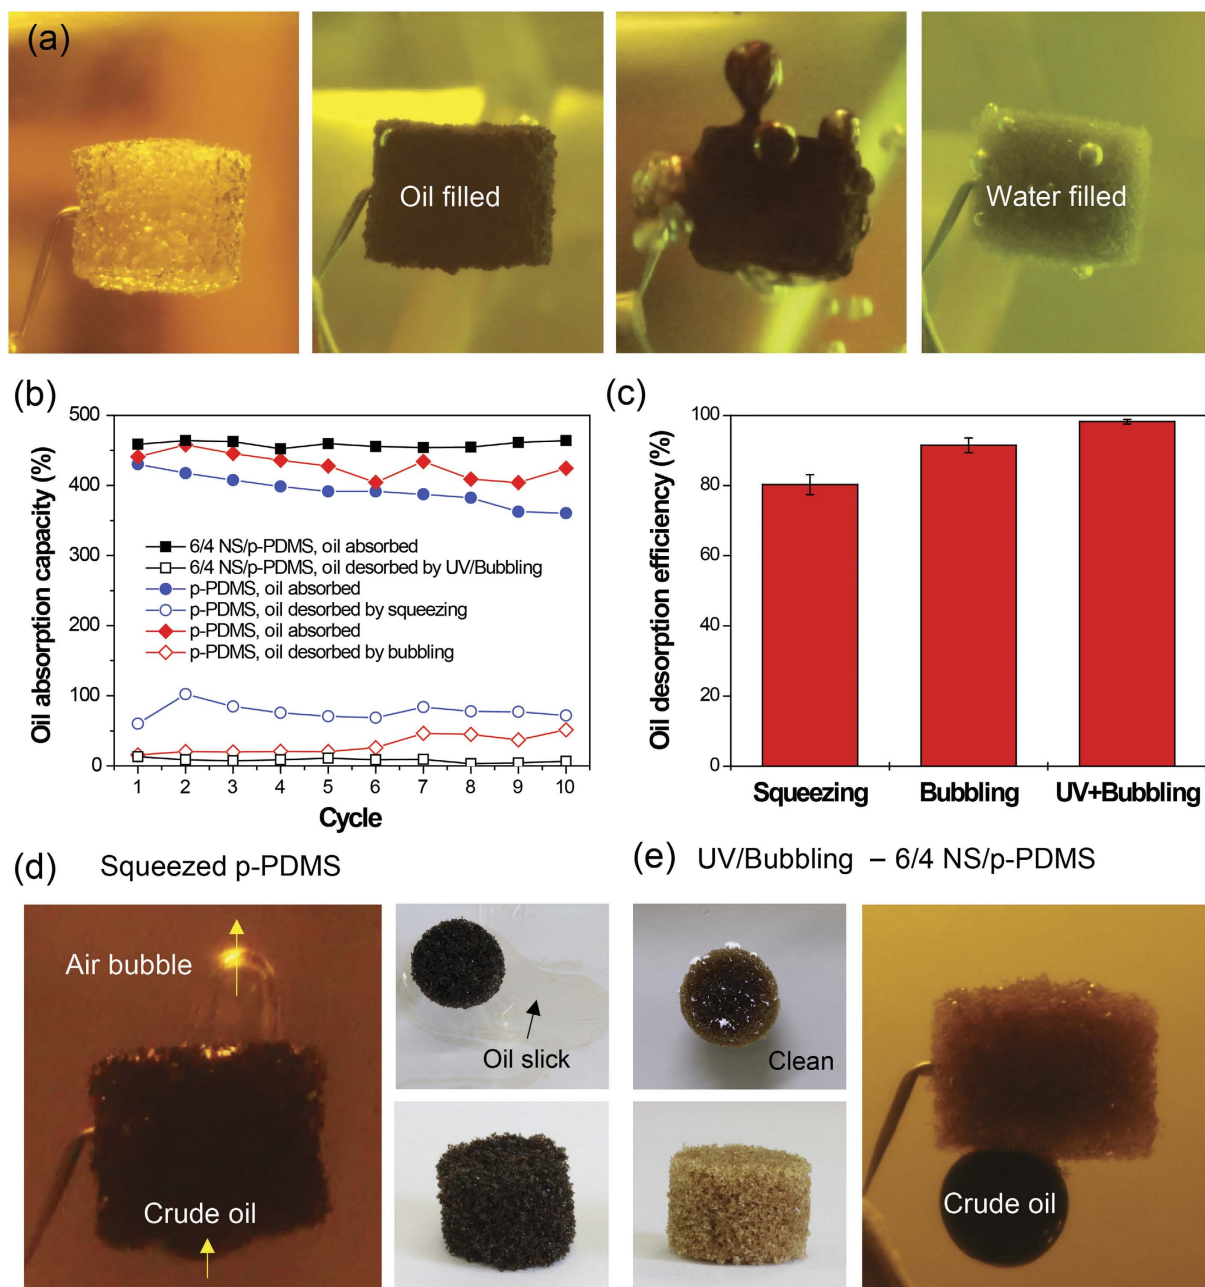 (a)
Oil filled
Water filled
(b)
Oil absorption capacity (%)
500
400
300
200
100
0
6/4 NS/p-PDMS, oil absorbed
6/4 NS/p-PDMS, oil desorbed by UV/Bubbling
p-PDMS, oil absorbed
p-PDMS, oil desorbed by squeezing
p-PDMS, oil absorbed
p-PDMS, oil desorbed by bubbling
1 2 3 4 5 6 7 8 9 10
Cycle
(c)
Oil desorption efficiency (%)
100
80
60
40
20
0
Squeezing Bubbling UV+Bubbling
(d) Squeezed p-PDMS
Air bubble
Crude oil
Oil slick
(e) UV/Bubbling – 6/4 NS/p-PDMS
Clean
Crude oil